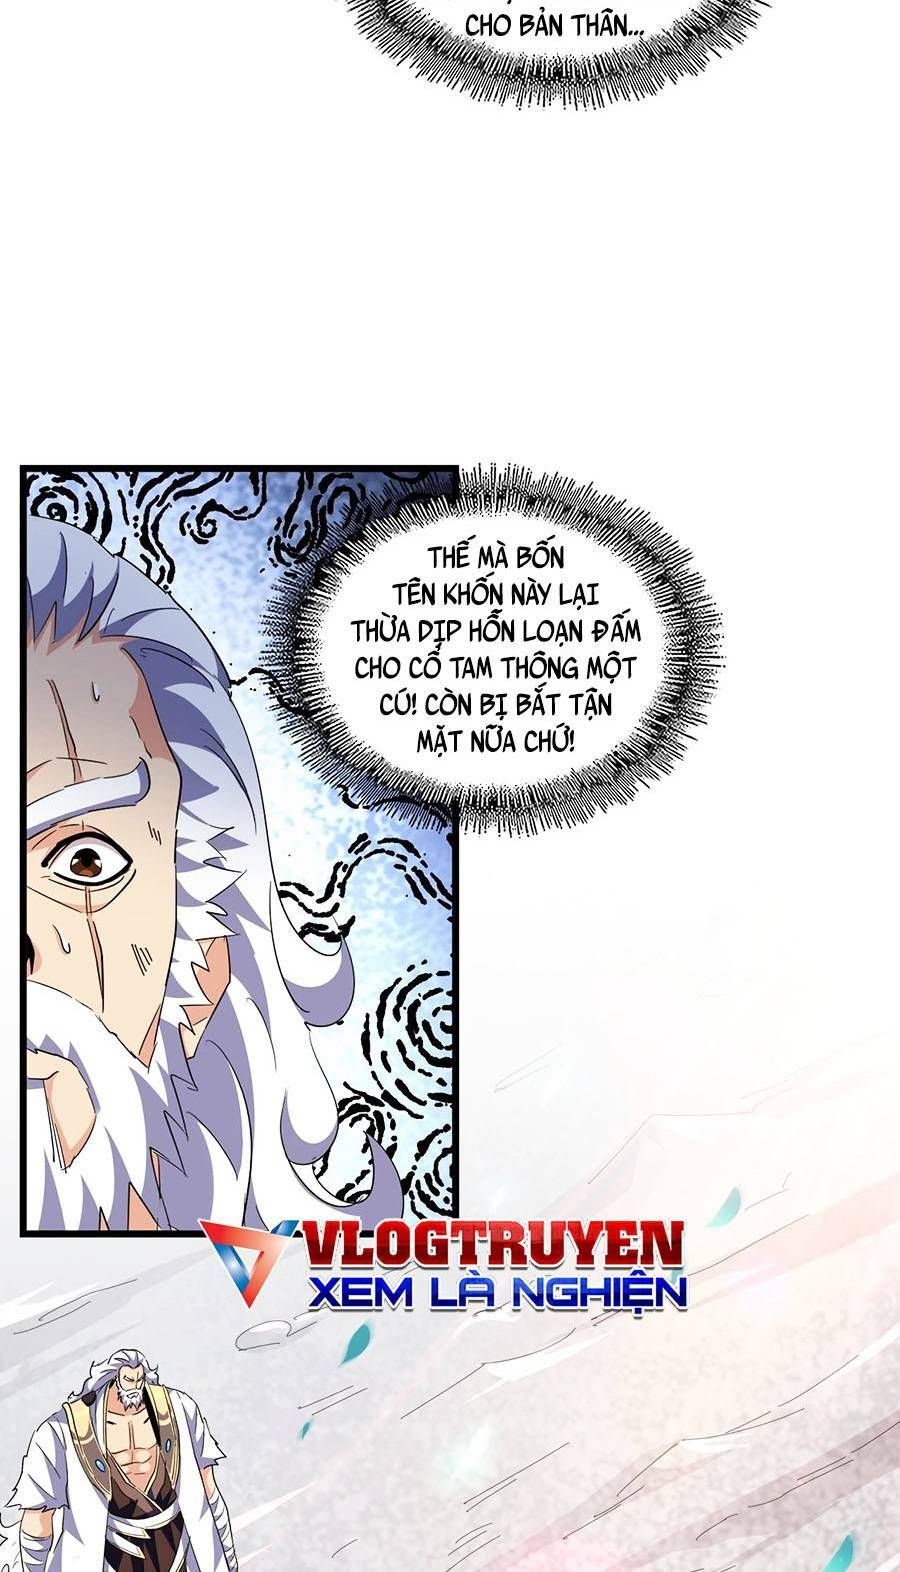 CHO BẢN THÂN...
THẾ MÀ BỐN
TÊN KHỐN NÀY LẠI
THỪA DỊP HỖN LOẠN ĐẤM
CHO CỔ TAM THÔNG MỘT
CÚ! CÒN BỊ BẮT TẬN
MẶT NỮA CHỨ!
VLOGTRUYEN
XEM LÀ NGHIỆN